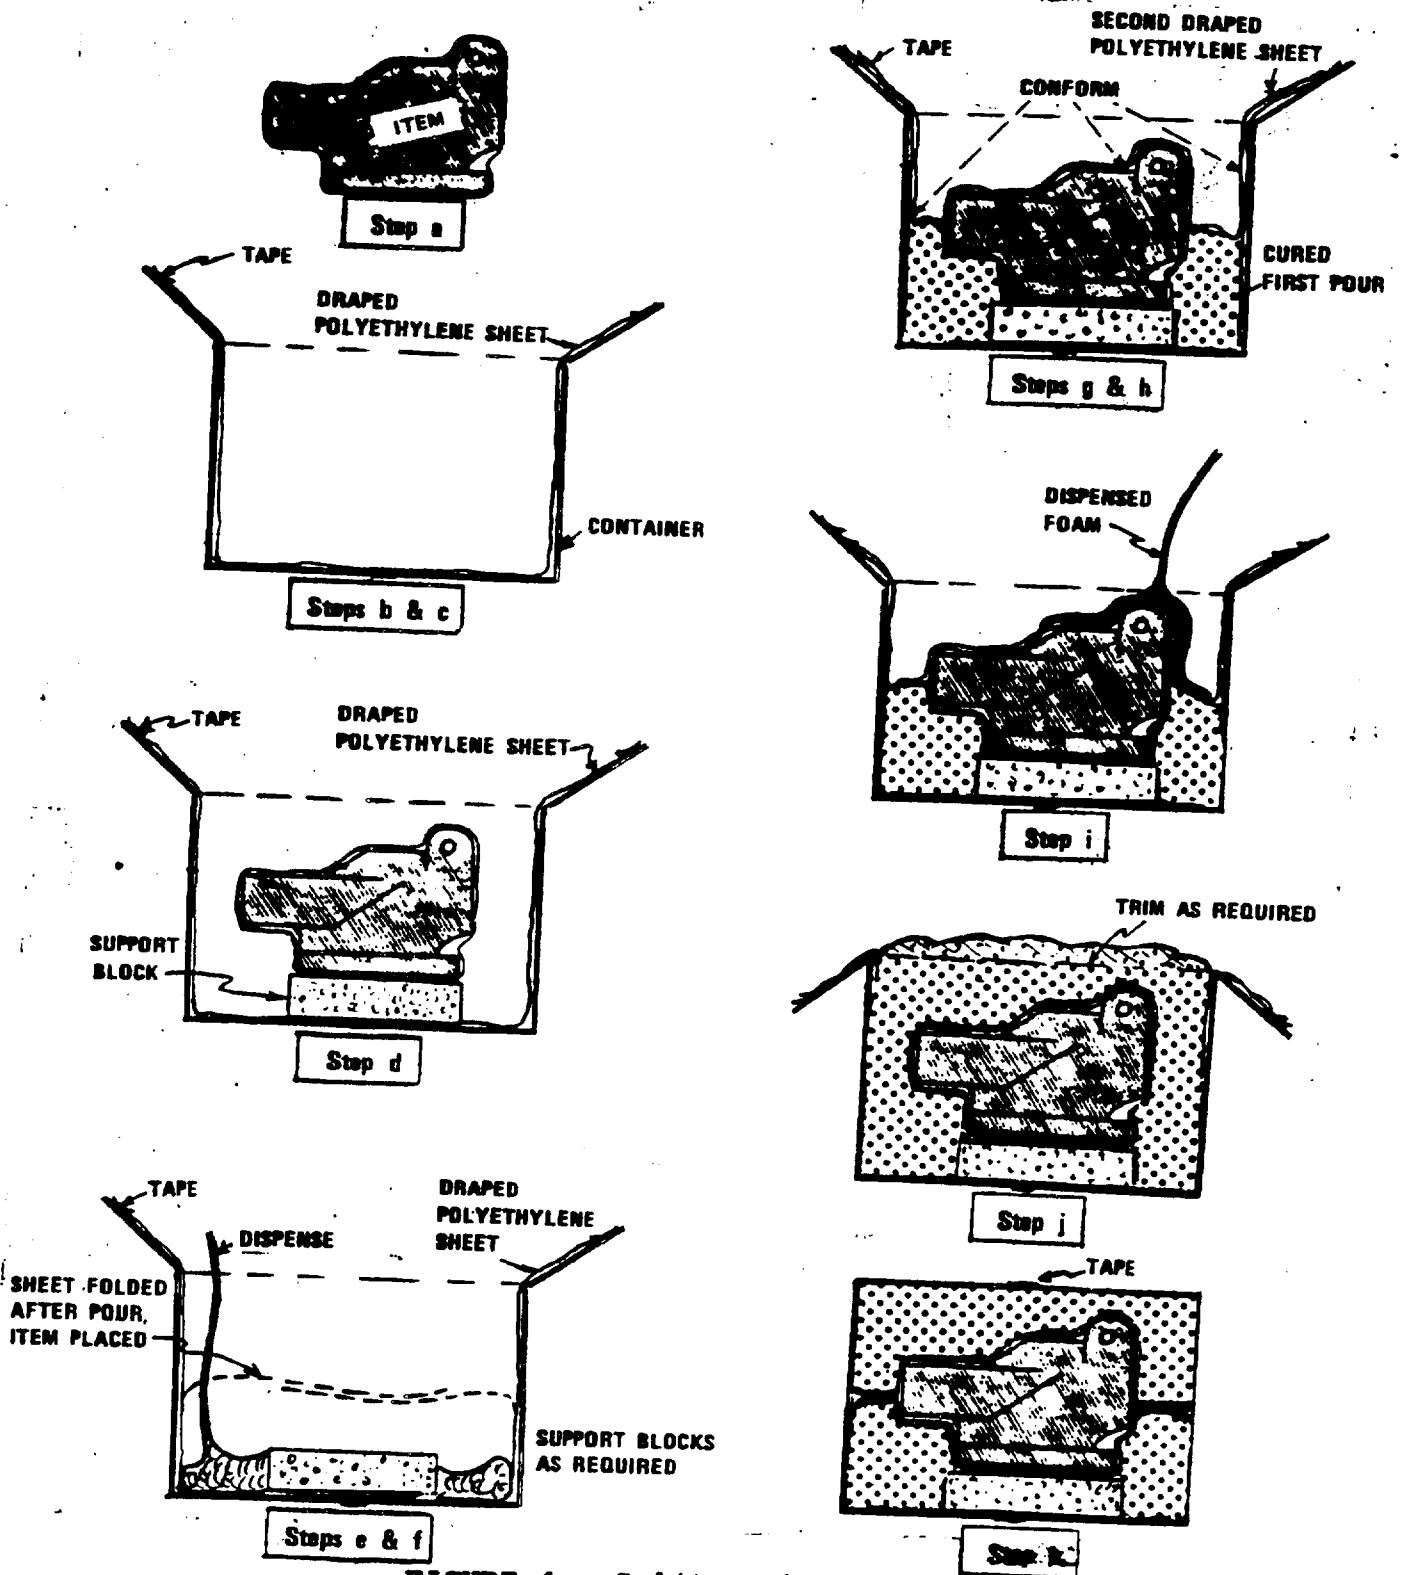 ITEM
Step a
TAPE
DRAPED
POLYETHYLENE SHEET
CONTAINER
Steps b & c
TAPE
DRAPED
POLYETHYLENE SHEET
SUPPORT
BLOCK
Step d
TAPE
DISPENSE
DRAPED
POLYETHYLENE
SHEET
SHEET FOLDED
AFTER POUR,
ITEM PLACED
SUPPORT BLOCKS
AS REQUIRED
Steps e & f
TAPE
SECOND DRAPED
POLYETHYLENE SHEET
CONFORM
CURED
FIRST POUR
Steps g & h
DISPENSED
FOAM
Step i
TRIM AS REQUIRED
Step j
TAPE
Step k